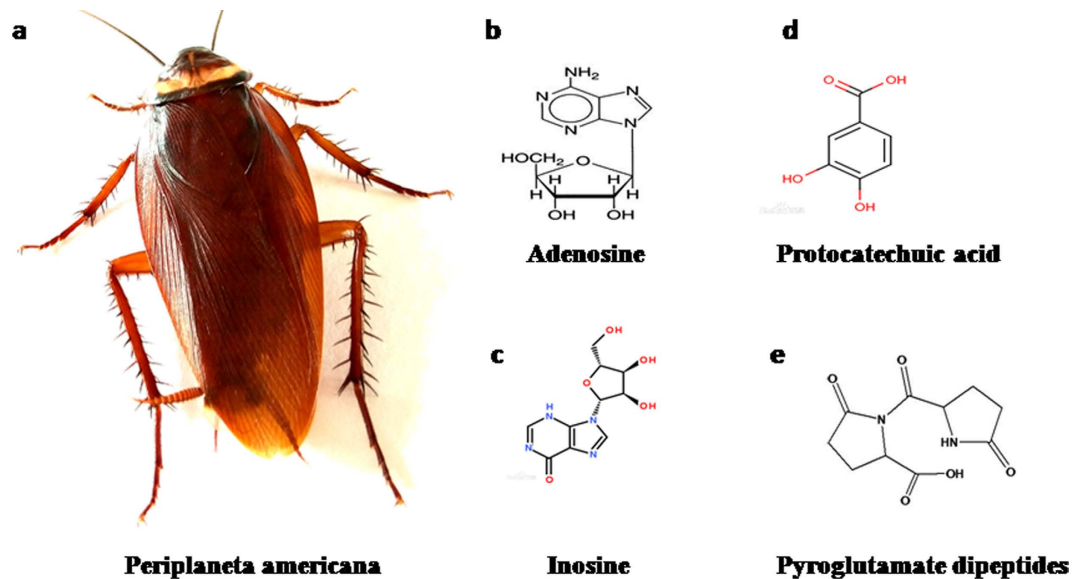 a
b
d
NH₂
N
N
N
N
HOCH₂
O
H
H
H
H
OH
OH
Adenosine
O
OH
HO
OH
Protocatechuic acid
c
OH
OH
O
OH
H
N
N
N
N
O
Inosine
e
O
O
N
HN
O
OH
O
Pyroglutamate dipeptides
Periplaneta americana